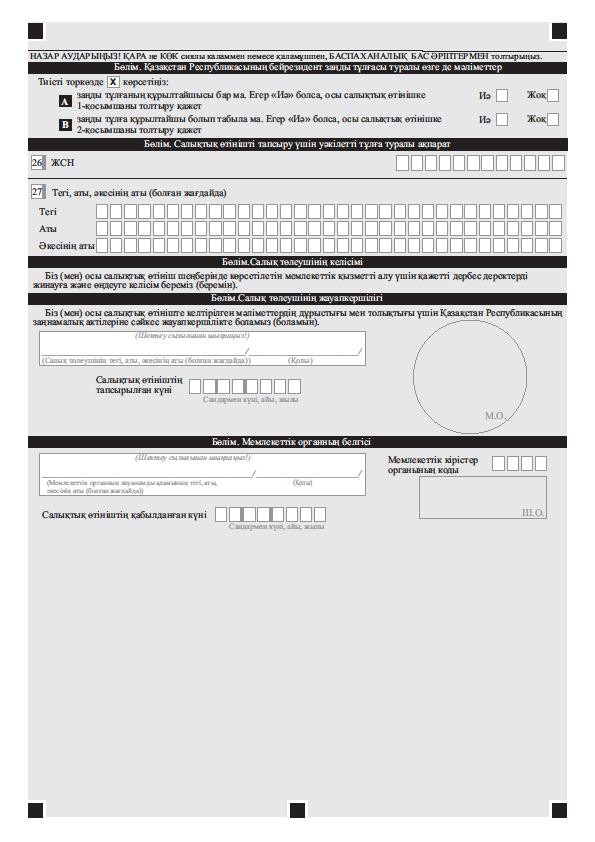 НАЗАР АУДАРЫҢЫЗ! ҚАРА не КӨК сиялы қаламмен немесе қаламұшпен, БАСПАХАНАЛЫҚ БАС ӘРІПТЕРМЕН толтырыңыз.
Бөлім. Қазақстан Республикасының бейрезидент заңды тұлғасы туралы өзге де мәліметтер
Тиісті торкөзде X көрсетіңіз:
A заңды тұлғаның құрылтайшысы бар ма. Егер «Иә» болса, осы салықтық өтінішке Иә Жоқ
1-қосымшаны толтыру қажет
B заңды тұлға құрылтайшы болып табыла ма. Егер «Иә» болса, осы салықтық өтінішке Иә Жоқ
2-қосымшаны толтыру қажет
Бөлім. Салықтық өтінішті тапсыру үшін уәкілетті тұлға туралы ақпарат
26 ЖСН
27 Тегі, аты, әкесінің аты (болған жағдайда)
Тегі
Аты
Әкесінің аты
Бөлім.Салық төлеушінің келісімі
Біз (мен) осы салықтық өтініш шеңберінде көрсетілетін мемлекеттік қызметті алу үшін қажетті дербес деректерді
жинауға және өңдеуге келісім береміз (беремін).
Бөлім.Салық төлеушінің жауапкершілігі
Біз (мен) осы салықтық өтінішке келтірілген мәліметтердің дұрыстығы мен толықтығы үшін Қазақстан Республикасының
заңнамалық актілеріне сәйкес жауапкершілікте боламыз (боламын).
(Шектеу сызығынан шықпаңыз!)
/ /
(Салық төлеушінің тегі, аты, әкесінің аты (болған жағдайда)) (Қолы)
Салықтық өтініштің
тапсырылған күні
Сандармен күні, айы, жылы
М.О.
Бөлім. Мемлекеттік органның белгісі
(Шектеу сызығынан шықпаңыз!)
/ /
(Мемлекеттік органның лауазымды адамының тегі, аты, (Қолы)
әкесінің аты (болған жағдайда))
Мемлекеттік кірістер
органының коды
Ш.О.
Салықтық өтініштің қабылданған күні
Сандармен күні, айы, жылы